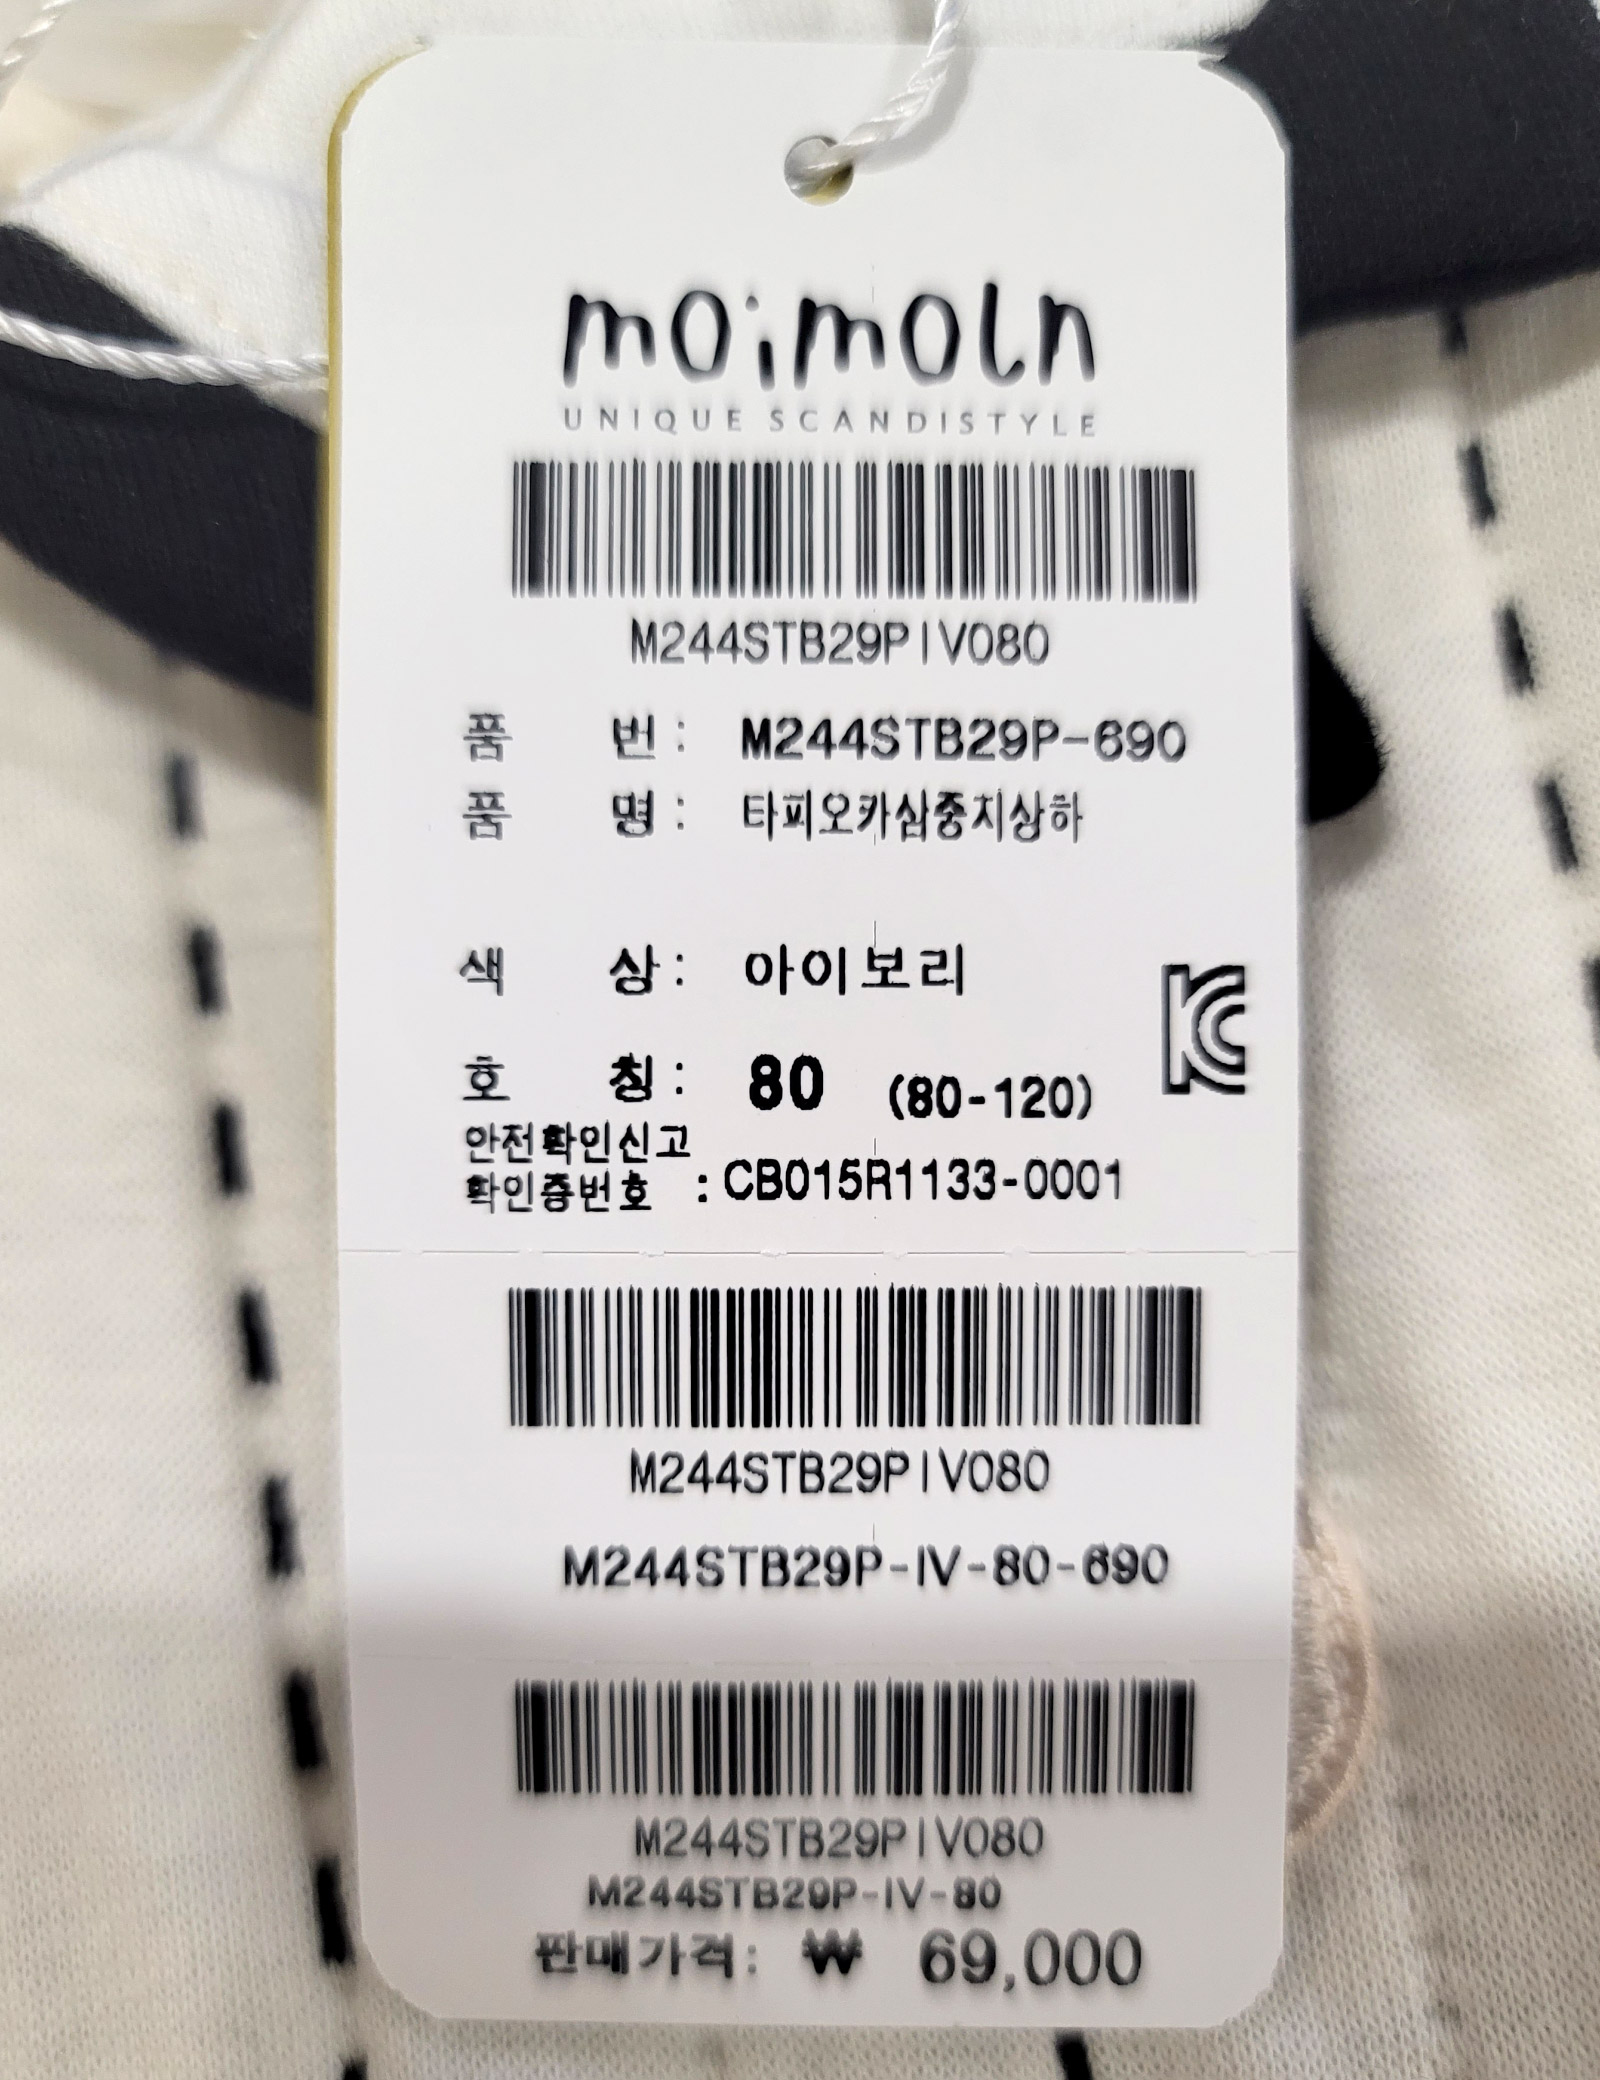 moimoln
UNIQUE SCANDISTYLE
M244STB29PIV080
품 번 : M244STB29P-690
품 명 : 타피오카삼중지상하
색 상 : 아이보리
호 칭 : 80 (80-120)
안전확인신고
확인증번호 : CB015R1133-0001
M244STB29PIV080
M244STB29P-IV-80-690
M244STB29PIV080
M244STB29P-IV-80
판매가격: ₩ 69,000